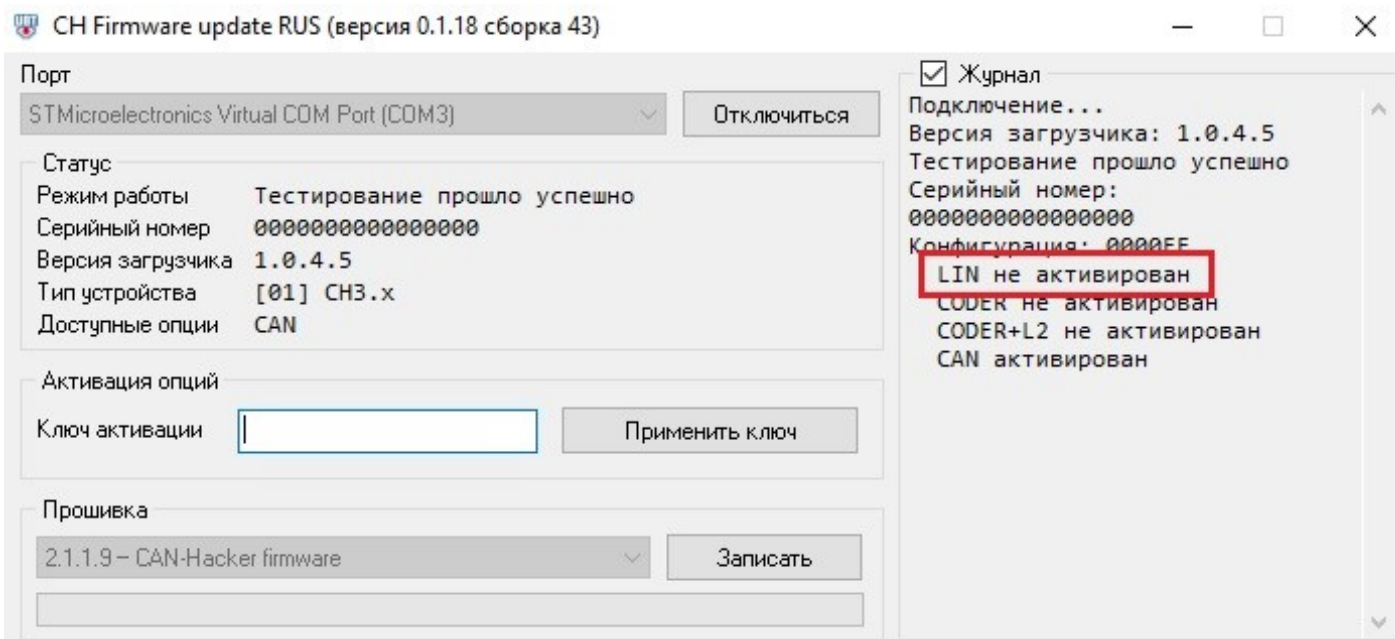 CH Firmware update RUS (версия 0.1.18 сборка 43)
Порт
STMicroelectronics Virtual COM Port (COM3)
Отключиться
Статус
Режим работы Тестирование прошло успешно
Серийный номер 0000000000000000
Версия загрузчика 1.0.4.5
Тип устройства [01] CH3.x
Доступные опции CAN
Активация опций
Ключ активации
Применить ключ
Прошивка
2.1.1.9 – CAN-Hacker firmware
Записать
Журнал
Подключение...
Версия загрузчика: 1.0.4.5
Тестирование прошло успешно
Серийный номер:
0000000000000000
Конфигурация: 0000EE
LIN не активирован
CODER не активирован
CODER+L2 не активирован
CAN активирован